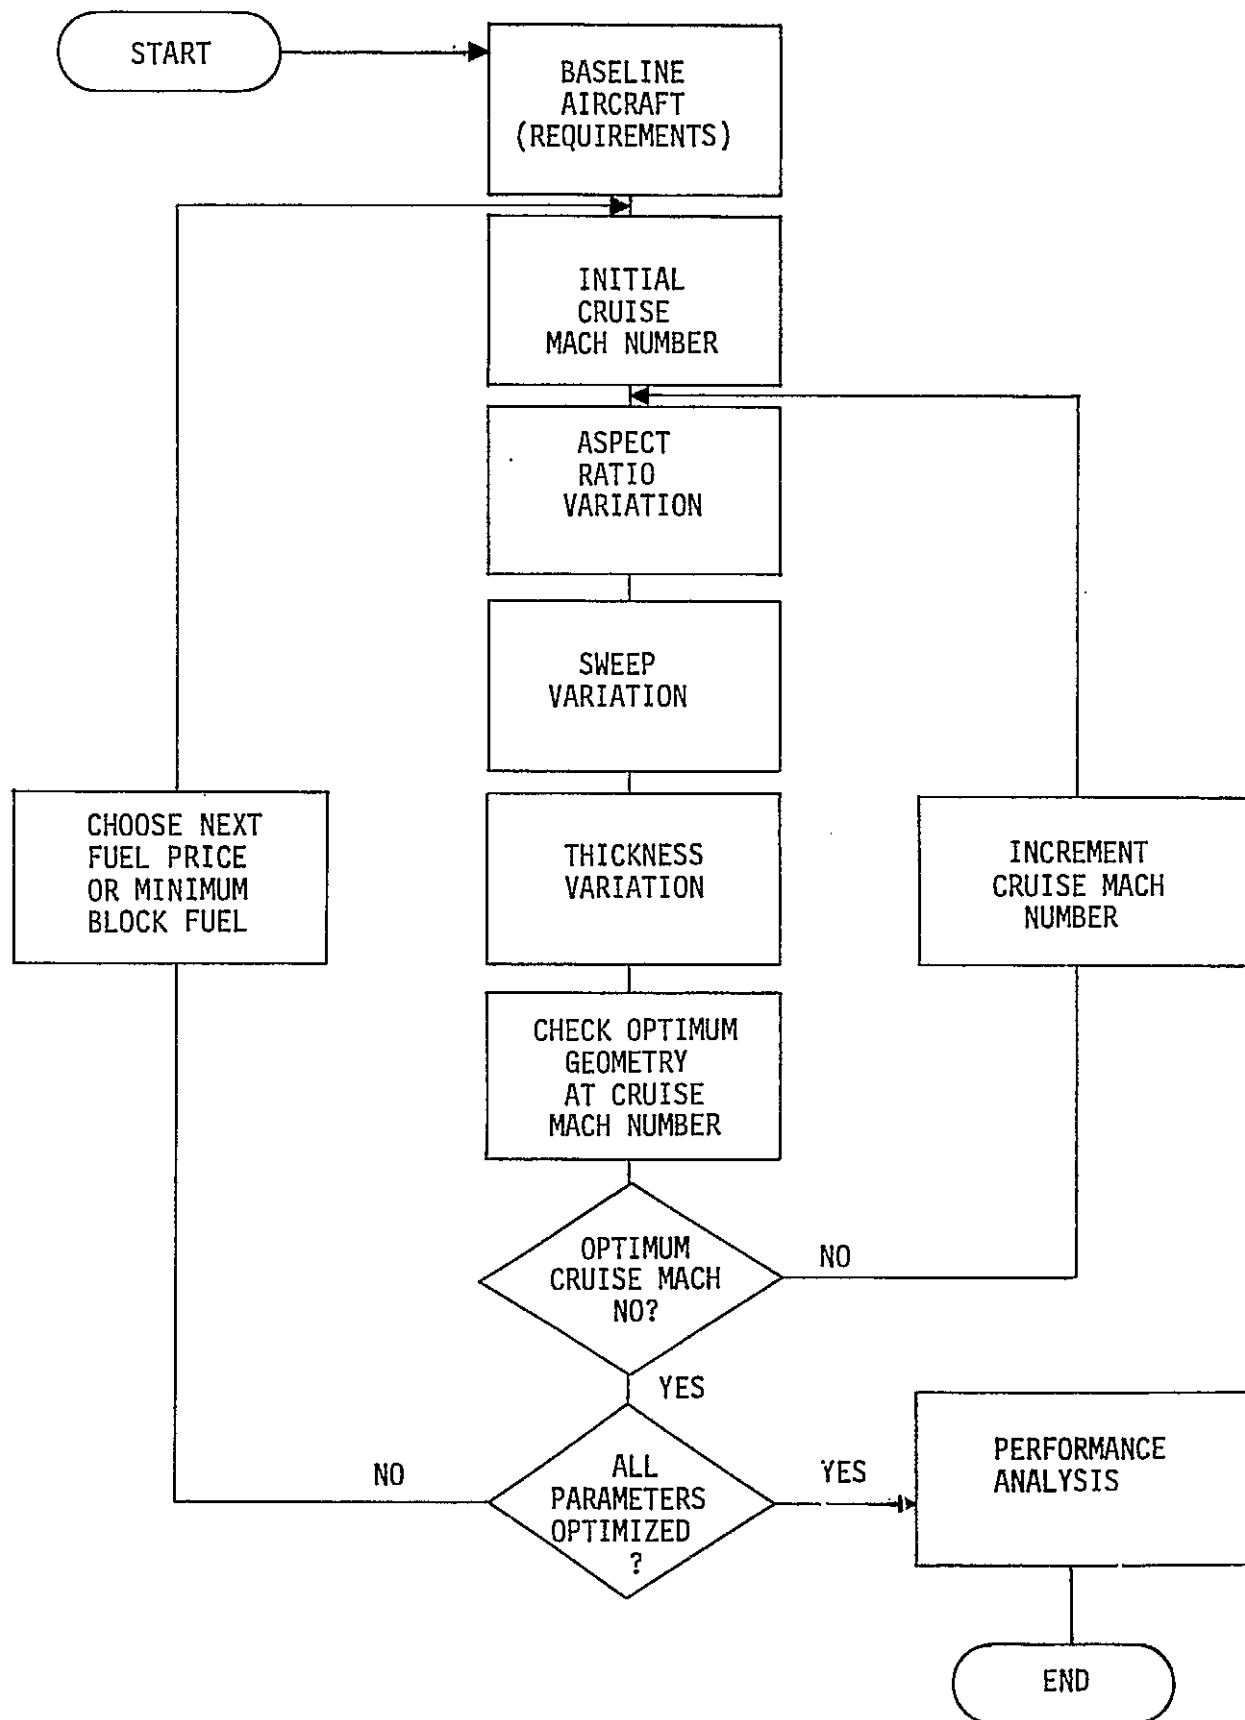 START
BASELINE
AIRCRAFT
(REQUIREMENTS)
INITIAL
CRUISE
MACH NUMBER
ASPECT
RATIO
VARIATION
SWEEP
VARIATION
CHOOSE NEXT
FUEL PRICE
OR MINIMUM
BLOCK FUEL
THICKNESS
VARIATION
INCREMENT
CRUISE MACH
NUMBER
CHECK OPTIMUM
GEOMETRY
AT CRUISE
MACH NUMBER
OPTIMUM
CRUISE MACH
NO?
NO
YES
NO
ALL
PARAMETERS
OPTIMIZED
?
YES
PERFORMANCE
ANALYSIS
END